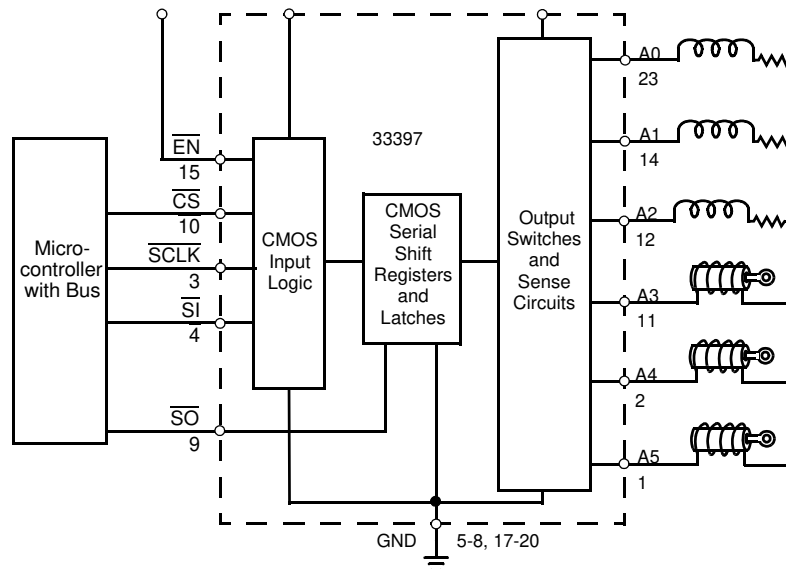 33397
Micro-
controller
with Bus
EN
15
CS
10
SCLK
3
SI
4
SO
9
CMOS
Input
Logic
CMOS
Serial
Shift
Registers
and
Latches
Output
Switches
and
Sense
Circuits
A0
23
A1
14
A2
12
A3
11
A4
2
A5
1
GND 5-8, 17-20